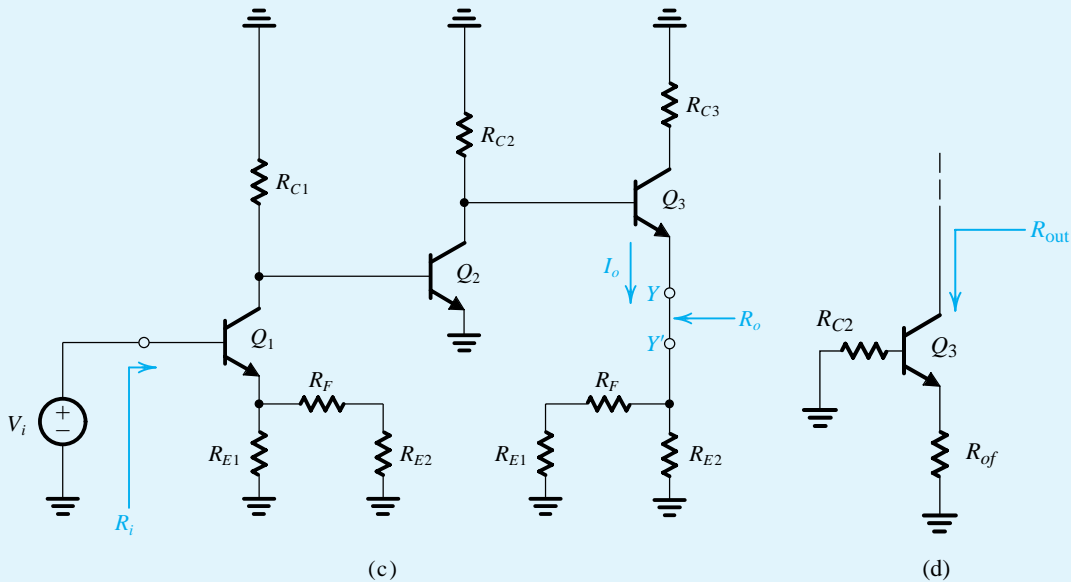 R_C3
R_C2
R_C1
Q_3
I_o
Y
R_o
Y'
Q_2
Q_1
R_F
R_F
V_i
+
−
R_E1
R_E2
R_E1
R_E2
R_i
R_out
R_C2
Q_3
R_of
(c)
(d)